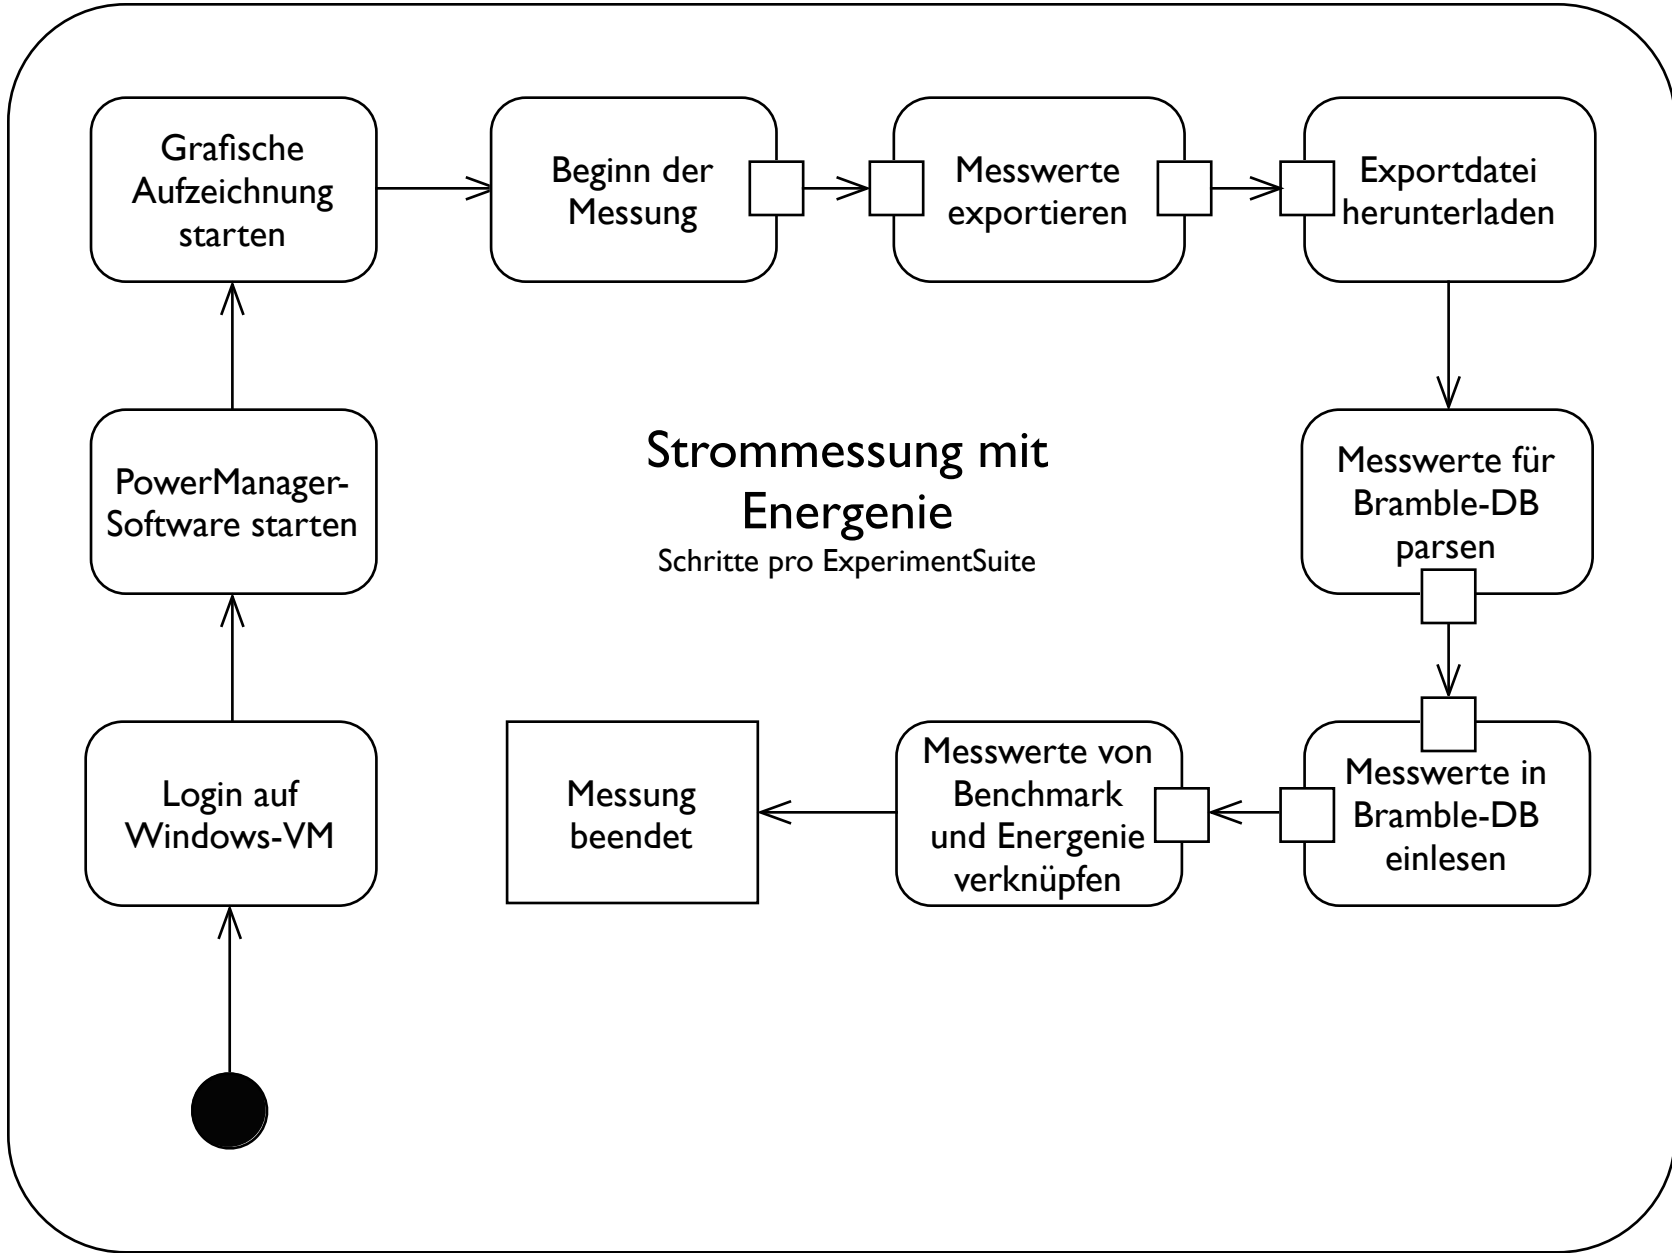 Grafische
Aufzeichnung
starten
Beginn der
Messung
Messwerte
exportieren
Exportdatei
herunterladen
PowerManager-
Software starten
Strommessung mit
Energenie
Schritte pro ExperimentSuite
Messwerte für
Bramble-DB
parsen
Login auf
Windows-VM
Messung
beendet
Messwerte von
Benchmark
und Energenie
verknüpfen
Messwerte in
Bramble-DB
einlesen